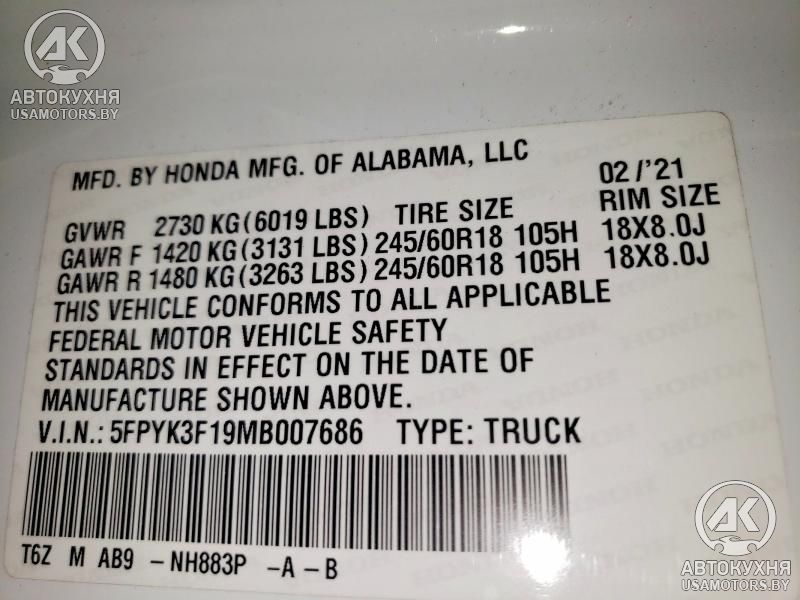 AK
АВТОКУХНЯ
USAMOTORS.BY
MFD. BY HONDA MFG. OF ALABAMA, LLC 02/'21
GVWR 2730 KG(6019 LBS) TIRE SIZE RIM SIZE
GAWR F 1420 KG(3131 LBS) 245/60R18 105H 18X8.0J
GAWR R 1480 KG(3263 LBS) 245/60R18 105H 18X8.0J
THIS VEHICLE CONFORMS TO ALL APPLICABLE
FEDERAL MOTOR VEHICLE SAFETY
STANDARDS IN EFFECT ON THE DATE OF
MANUFACTURE SHOWN ABOVE.
V.I.N.: 5FPYK3F19MB007686 TYPE: TRUCK
T6Z M AB9 -NH883P -A -B
AK
АВТОКУХНЯ
USAMOTORS.BY